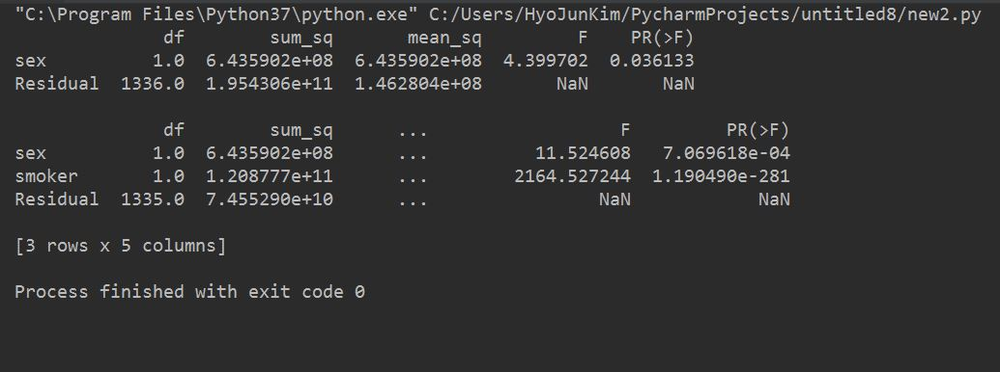 "C:\Program Files\Python37\python.exe" C:/Users/HyoJunKim/PycharmProjects/untitled8/new2.py
df sum_sq mean_sq F PR(>F)
sex 1.0 6.435902e+08 6.435902e+08 4.399702 0.036133
Residual 1336.0 1.954306e+11 1.462804e+08 NaN NaN
df sum_sq ... F PR(>F)
sex 1.0 6.435902e+08 ... 11.524608 7.069618e-04
smoker 1.0 1.208777e+11 ... 2164.527244 1.190490e-281
Residual 1335.0 7.455290e+10 ... NaN NaN
[3 rows x 5 columns]
Process finished with exit code 0